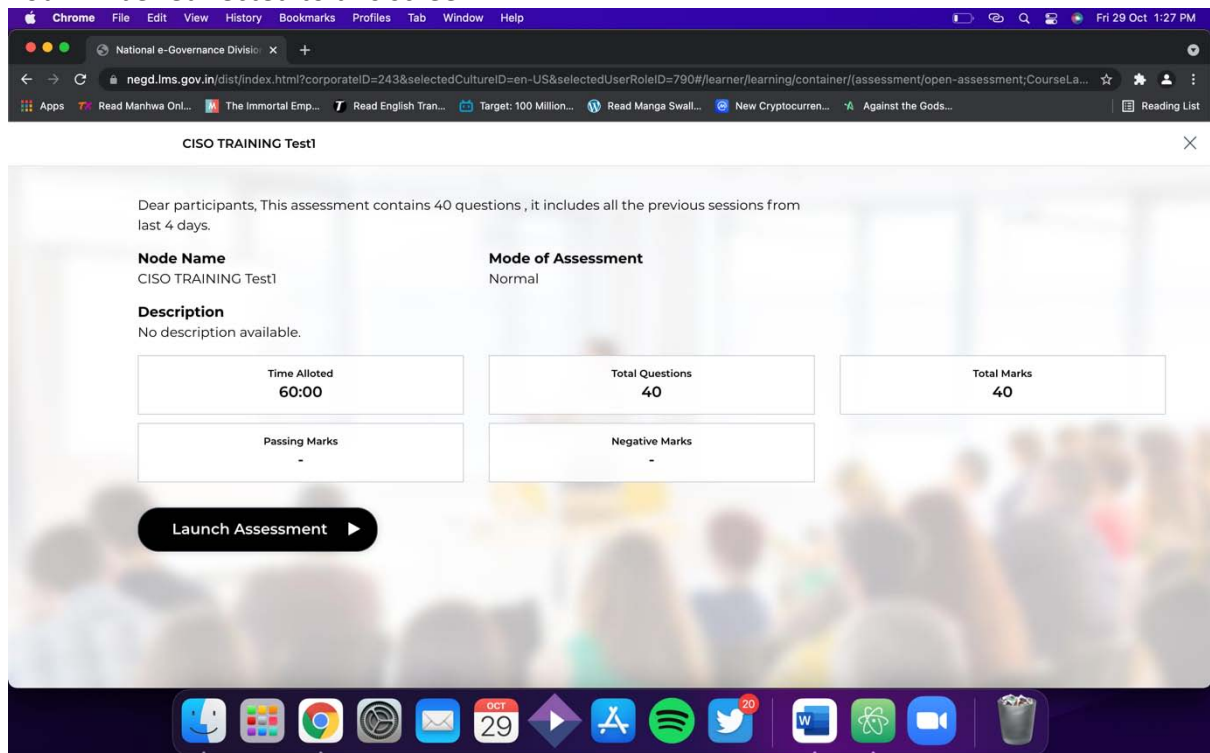 Chrome File Edit View History Bookmarks Profiles Tab Window Help Fri 29 Oct 1:27 PM
National e-Governance Division
negd.lms.gov.in/dist/index.html?corporateID=243&selectedCultureID=en-US&selectedUserRoleID=790#/learner/learning/container/(assessment/open-assessment;CourseLa...
Apps Read Manhwa Onl... The Immortal Emp... Read English Tran... Target: 100 Million... Read Manga Swall... New Cryptocurren... Against the Gods... Reading List
CISO TRAINING Test1
Dear participants, This assessment contains 40 questions , it includes all the previous sessions from
last 4 days.
Node Name Mode of Assessment
CISO TRAINING Test1 Normal
Description
No description available.
Time Alloted Total Questions Total Marks
60:00 40 40
Passing Marks Negative Marks
- -
Launch Assessment
OCT 20
29 W